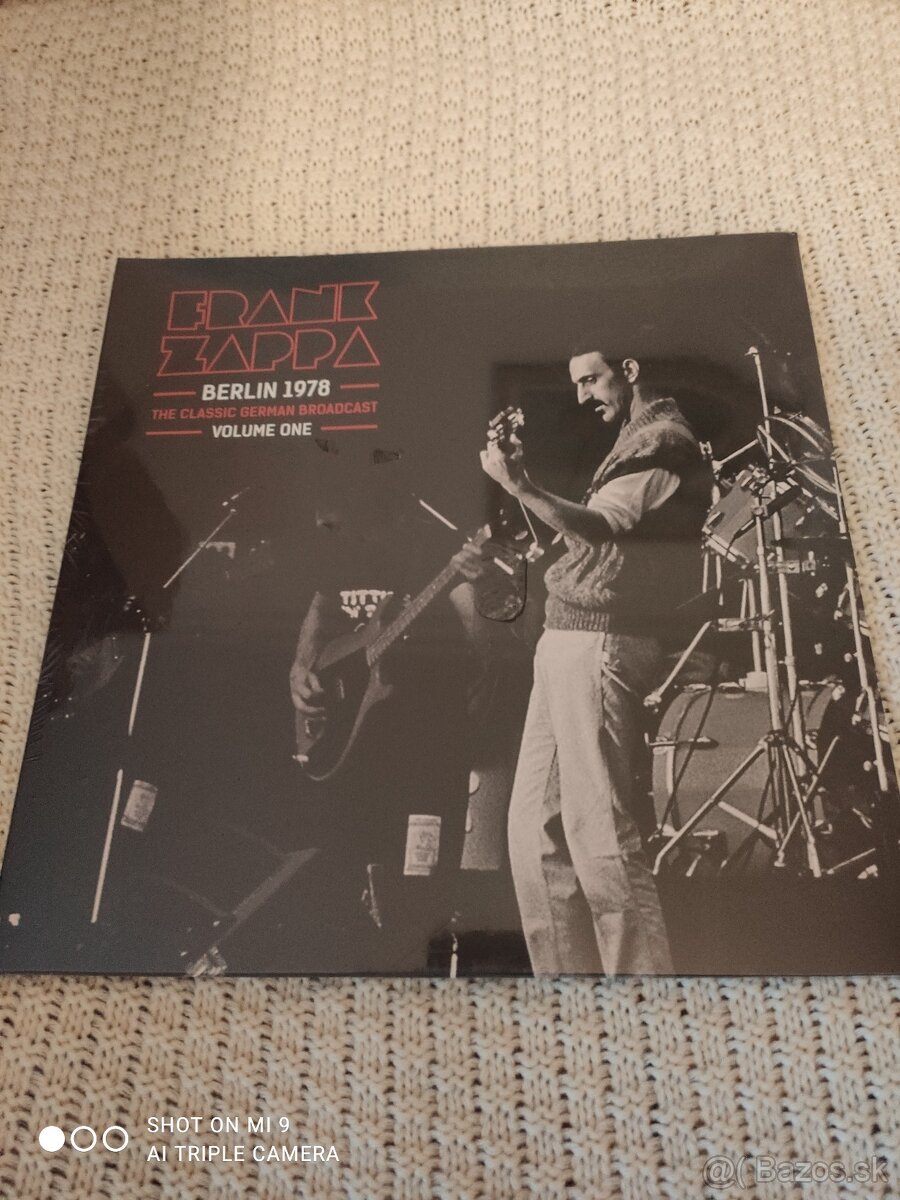 FRANK
ZAPPA
BERLIN 1978
THE CLASSIC GERMAN BROADCAST
VOLUME ONE
SHOT ON MI 9
AI TRIPLE CAMERA
@( Bazos.sk